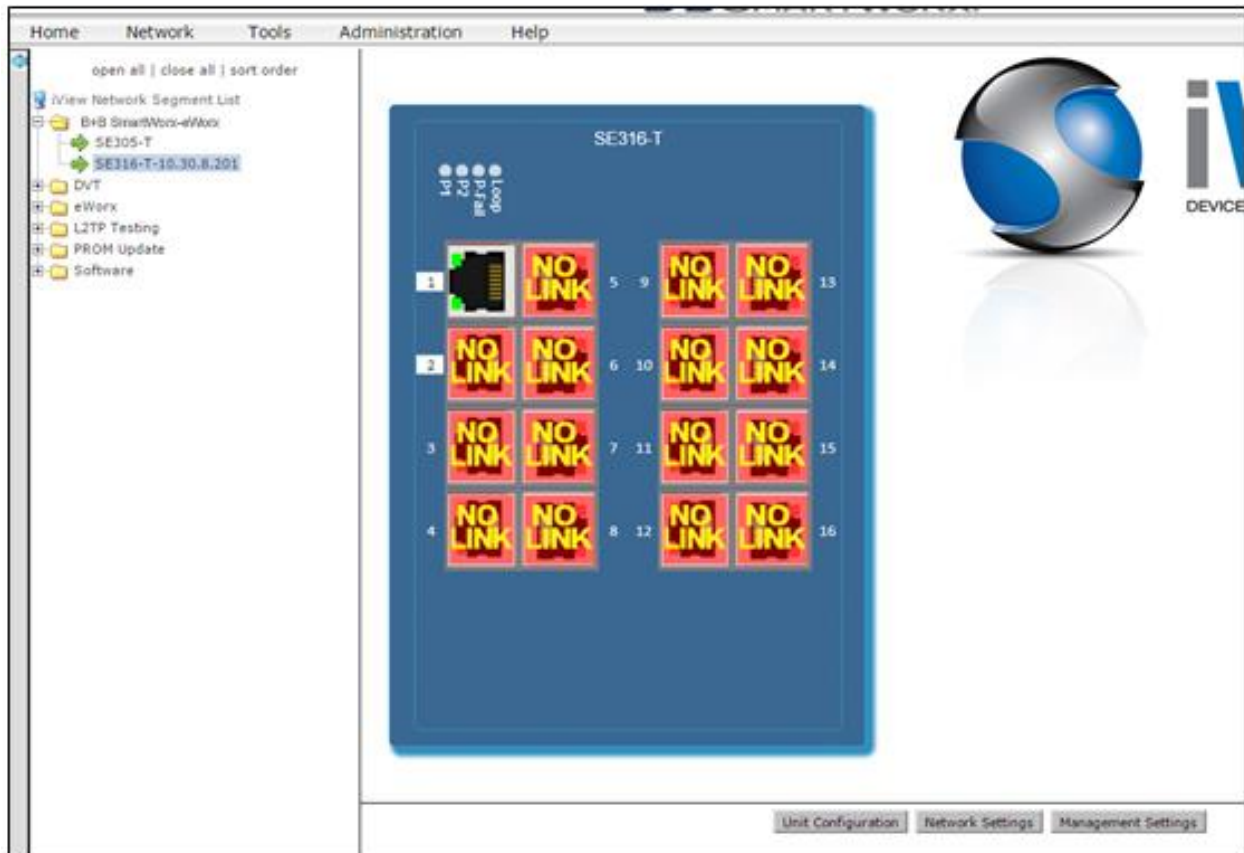 Home Network Tools Administration Help
open all | close all | sort order
iView Network Segment List
B+B SmartWorx-eWorx
SE305-T
SE316-T-10.30.8.201
DVT
eWorx
L2TP Testing
PROM Update
Software
SE316-T
P1
P2
P-Fail
Loop
1 NO LINK 5 9 NO LINK NO LINK 13
2 NO LINK NO LINK 6 10 NO LINK NO LINK 14
3 NO LINK NO LINK 7 11 NO LINK NO LINK 15
4 NO LINK NO LINK 8 12 NO LINK NO LINK 16
DEVICE
Unit Configuration Network Settings Management Settings